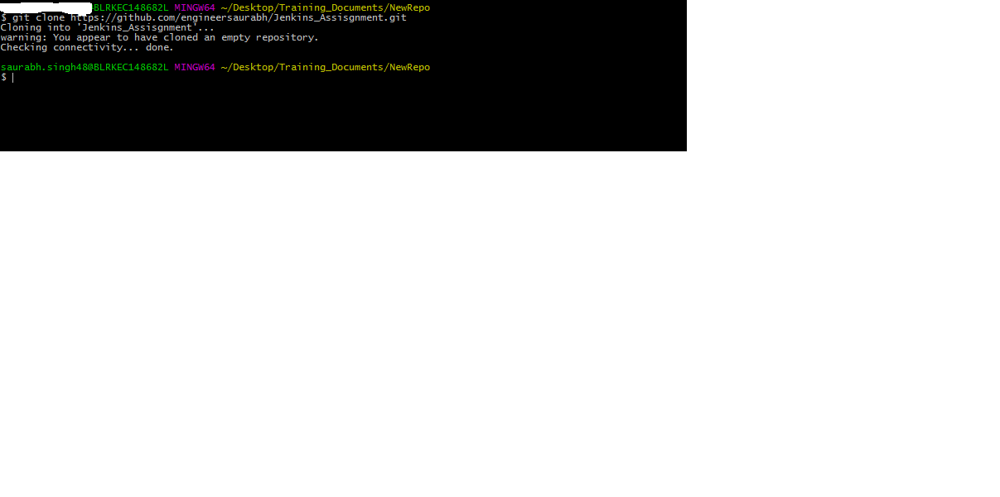 BLRKEC148682L MINGW64 ~/Desktop/Training_Documents/NewRepo
$ git clone https://github.com/engineersaurabh/Jenkins_Assisgnment.git
Cloning into 'Jenkins_Assisgnment'...
warning: You appear to have cloned an empty repository.
Checking connectivity... done.
saurabh.singh48@BLRKEC148682L MINGW64 ~/Desktop/Training_Documents/NewRepo
$